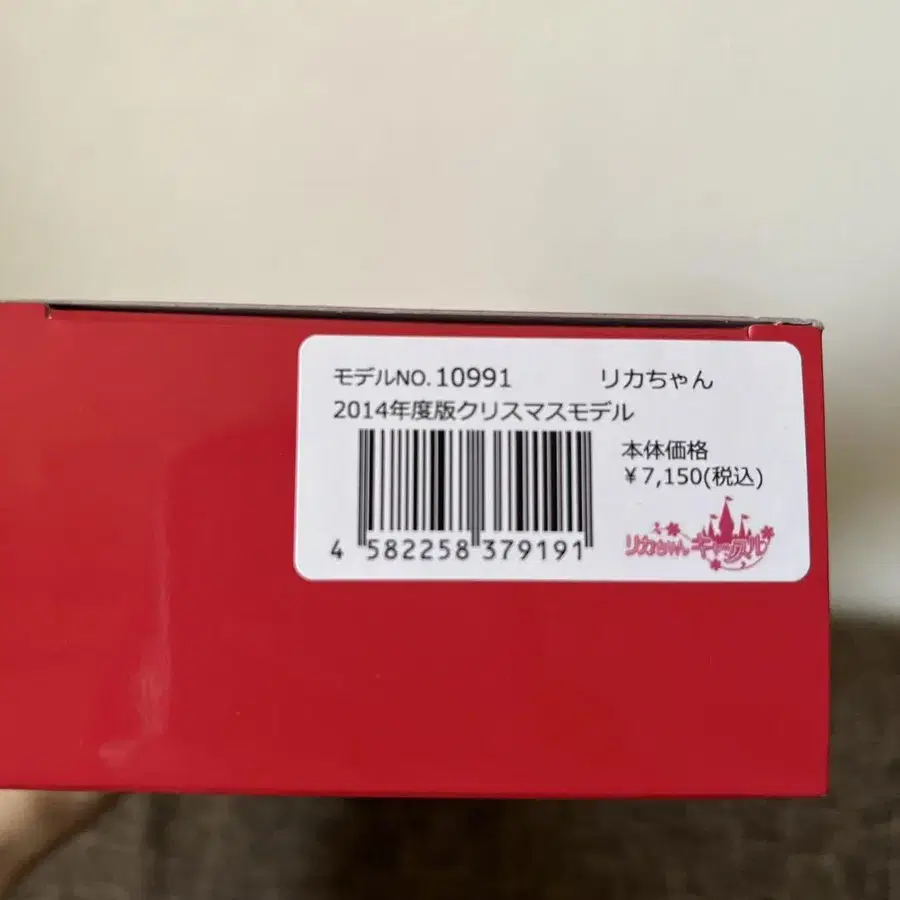 モデルNO.10991 リカちゃん
2014年度版クリスマスモデル
本体価格
¥7,150(税込)
4 582258 379191
リカちゃん キャッスル